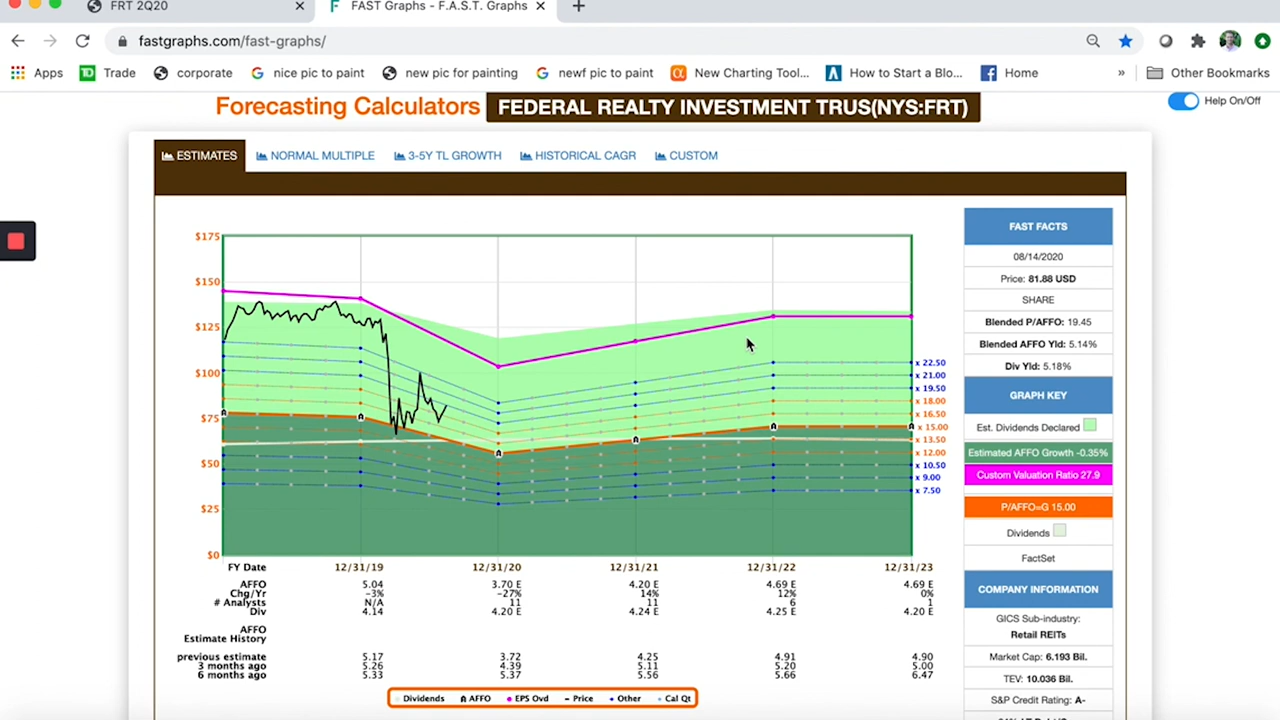 FRT 2Q20
FAST Graphs - F.A.S.T. Graphs
fastgraphs.com/fast-graphs/
Apps
Trade
corporate
nice pic to paint
new pic for painting
newf pic to paint
New Charting Tool...
How to Start a Blo...
Home
»
Other Bookmarks
Forecasting Calculators FEDERAL REALTY INVESTMENT TRUS(NYS:FRT)
Help On/Off
ESTIMATES NORMAL MULTIPLE 3-5Y TL GROWTH HISTORICAL CAGR CUSTOM
$175
$150
$125
$100
$75
$50
$25
$0
x 22.50
x 21.00
x 19.50
x 18.00
x 16.50
x 15.00
x 13.50
x 12.00
x 10.50
x 9.00
x 7.50
FY Date 12/31/19 12/31/20 12/31/21 12/31/22 12/31/23
AFFO 5.04 3.70 E 4.20 E 4.69 E 4.69 E
Chg/Yr -3% -27% 14% 12% 0%
# Analysts N/A 11 11 6 1
Div 4.14 4.20 E 4.24 E 4.25 E 4.20 E
AFFO
Estimate History
previous estimate 5.17 3.72 4.25 4.91 4.90
3 months ago 5.26 4.39 5.11 5.20 5.00
6 months ago 5.33 5.37 5.56 5.66 6.47
Dividends AFFO EPS Ovd Price Other Cal Qt
FAST FACTS
08/14/2020
Price: 81.88 USD
SHARE
Blended P/AFFO: 19.45
Blended AFFO Yld: 5.14%
Div Yld: 5.18%
GRAPH KEY
Est. Dividends Declared
Estimated AFFO Growth -0.35%
Custom Valuation Ratio 27.9
P/AFFO=G 15.00
Dividends
FactSet
COMPANY INFORMATION
GICS Sub-industry:
Retail REITs
Market Cap: 6.193 Bil.
TEV: 10.036 Bil.
S&P Credit Rating: A-